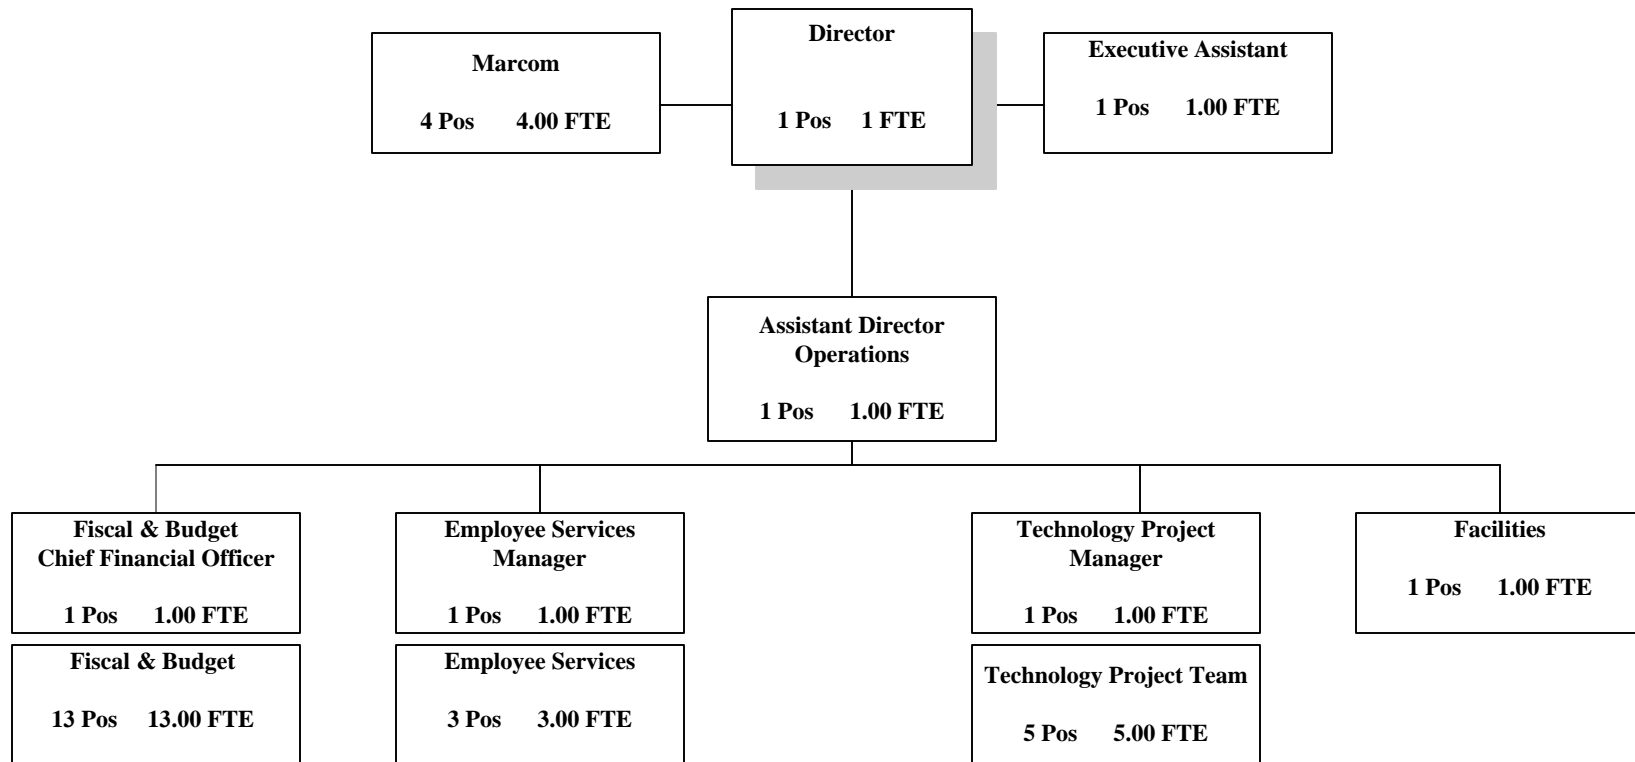 Director
1 Pos 1 FTE
Marcom
4 Pos 4.00 FTE
Executive Assistant
1 Pos 1.00 FTE
Assistant Director
Operations
1 Pos 1.00 FTE
Fiscal & Budget
Chief Financial Officer
1 Pos 1.00 FTE
Fiscal & Budget
13 Pos 13.00 FTE
Employee Services
Manager
1 Pos 1.00 FTE
Employee Services
3 Pos 3.00 FTE
Technology Project
Manager
1 Pos 1.00 FTE
Technology Project Team
5 Pos 5.00 FTE
Facilities
1 Pos 1.00 FTE